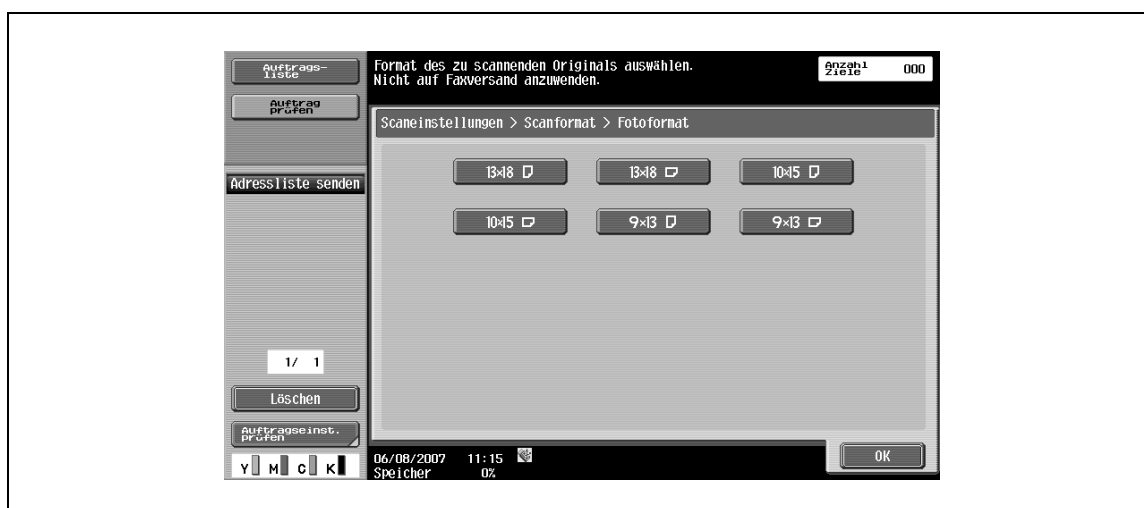 Auftrags-
liste
Auftrag
prüfen
Adressliste senden
1/ 1
Löschen
Auftragseinst.
prüfen
Y M C K
Format des zu scannenden Originals auswählen.
Nicht auf Faxversand anzuwenden.
Anzahl
Ziele 000
Scaneinstellungen > Scanformat > Fotoformat
13×18 13×18 10×15
10×15 9×13 9×13
06/08/2007 11:15
Speicher 0%
OK